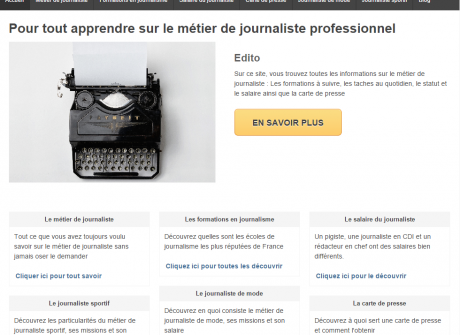 Accueil Métier de journaliste Formations en journalisme Salaire du journaliste Carte de presse Journaliste de mode Journaliste sportif Blog
Pour tout apprendre sur le métier de journaliste professionnel
Edito
Sur ce site, vous trouvez toutes les informations sur le métier de
journaliste : Les formations à suivre, les taches au quotidien, le statut et
le salaire ainsi que la carte de presse
EN SAVOIR PLUS
Le métier de journaliste
Tout ce que vous avez toujours voulu
savoir sur le métier de journaliste sans
jamais oser le demander
Cliquer ici pour tout savoir
Les formations en journalisme
Découvrez quelles sont les écoles de
journalisme les plus réputées de France
Cliquez ici pour toutes les découvrir
Le salaire du journaliste
Un pigiste, une journaliste en CDI et un
rédacteur en chef ont des salaires bien
différents.
Cliquez ici pour le découvrir
Le journaliste sportif
Découvrez les particularités du métier de
journaliste sportif, ses missions et son
Le journaliste de mode
Découvrez en quoi consiste le métier de
journaliste de mode, ses missions et son
salaire
La carte de presse
Découvrez à quoi sert une carte de presse
et comment l'obtenir